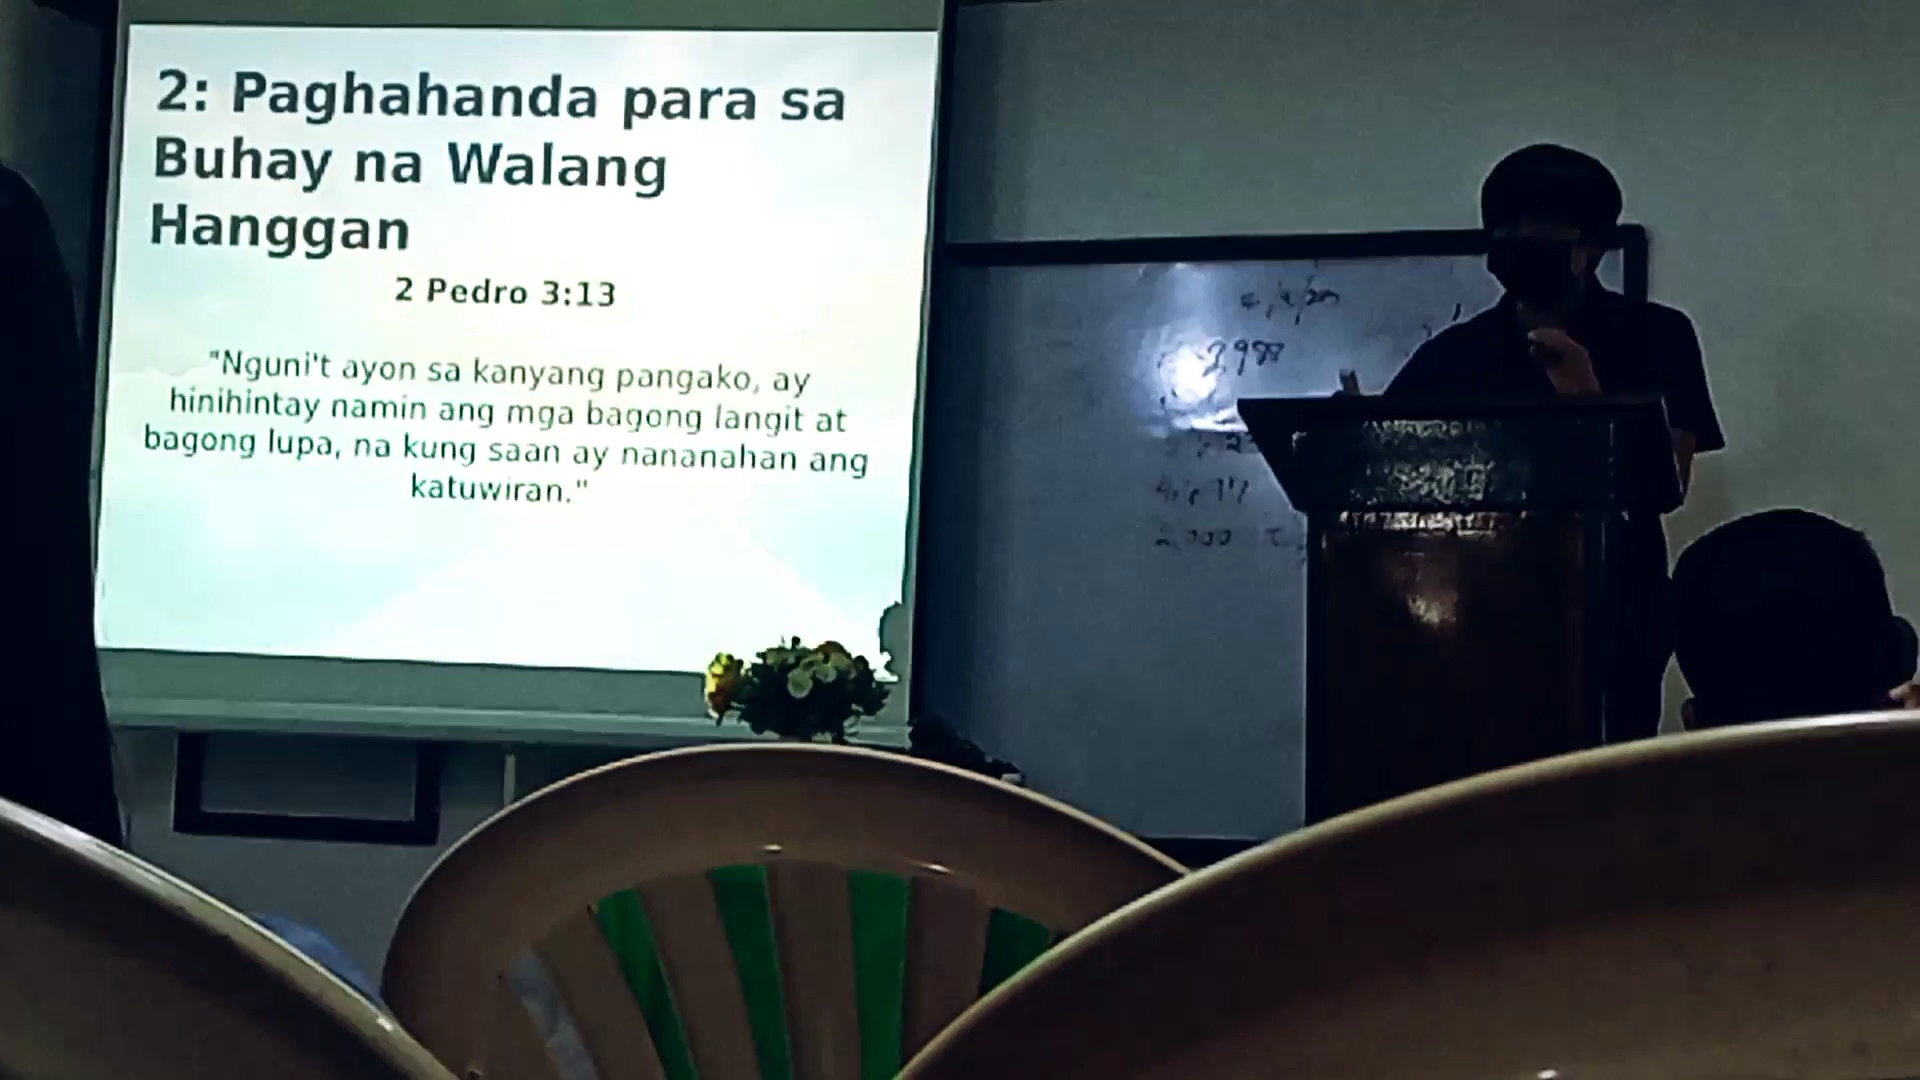 2: Paghahanda para sa
Buhay na Walang
Hanggan
2 Pedro 3:13
"Nguni't ayon sa kanyang pangako, ay
hinihintay namin ang mga bagong langit at
bagong lupa, na kung saan ay nananahan ang
katuwiran."